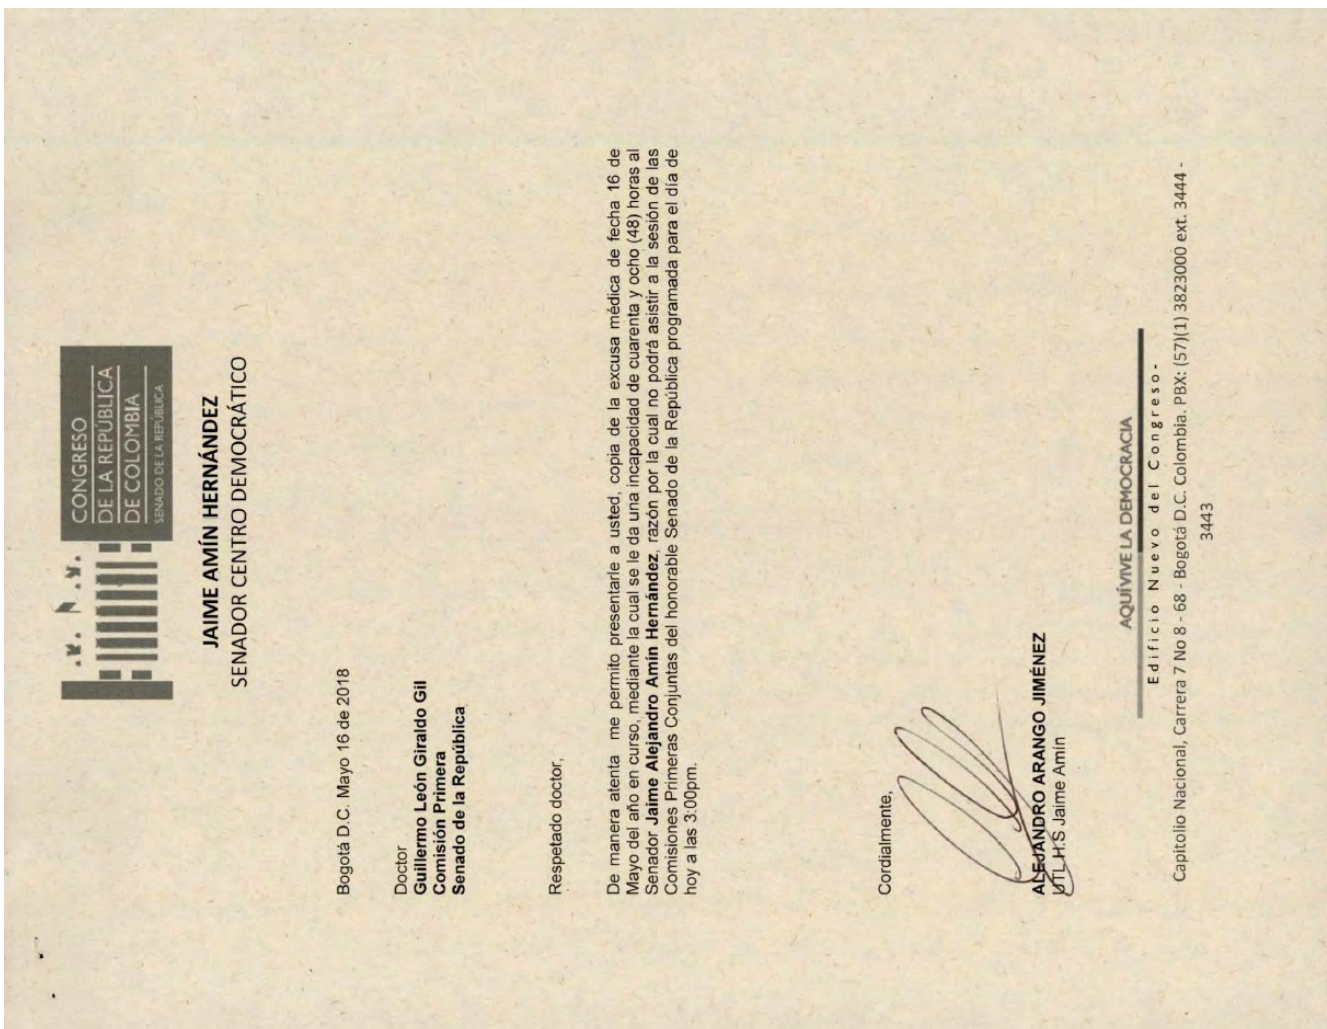 CONGRESO
DE LA REPÚBLICA
DE COLOMBIA
SENADO DE LA REPÚBLICA
JAIME AMÍN HERNÁNDEZ
SENADOR CENTRO DEMOCRÁTICO
Bogotá D.C. Mayo 16 de 2018
Doctor
Guillermo León Giraldo Gil
Comisión Primera
Senado de la República
Respetado doctor,
De manera atenta me permito presentarle a usted, copia de la excusa médica de fecha 16 de
Mayo del año en curso, mediante la cual se le da una incapacidad de cuarenta y ocho (48) horas al
Senador Jaime Alejandro Amín Hernández, razón por la cual no podrá asistir a la sesión de las
Comisiones Primeras Conjuntas del honorable Senado de la República programada para el día de
hoy a las 3:00pm.
Cordialmente,
ALEJANDRO ARANGO JIMÉNEZ
UTL.H.S Jaime Amín
AQUÍ VIVE LA DEMOCRACIA
Edificio Nuevo del Congreso-
Capitolio Nacional, Carrera 7 No 8 - 68 - Bogotá D.C. Colombia. PBX: (57)(1) 3823000 ext. 3444 -
3443